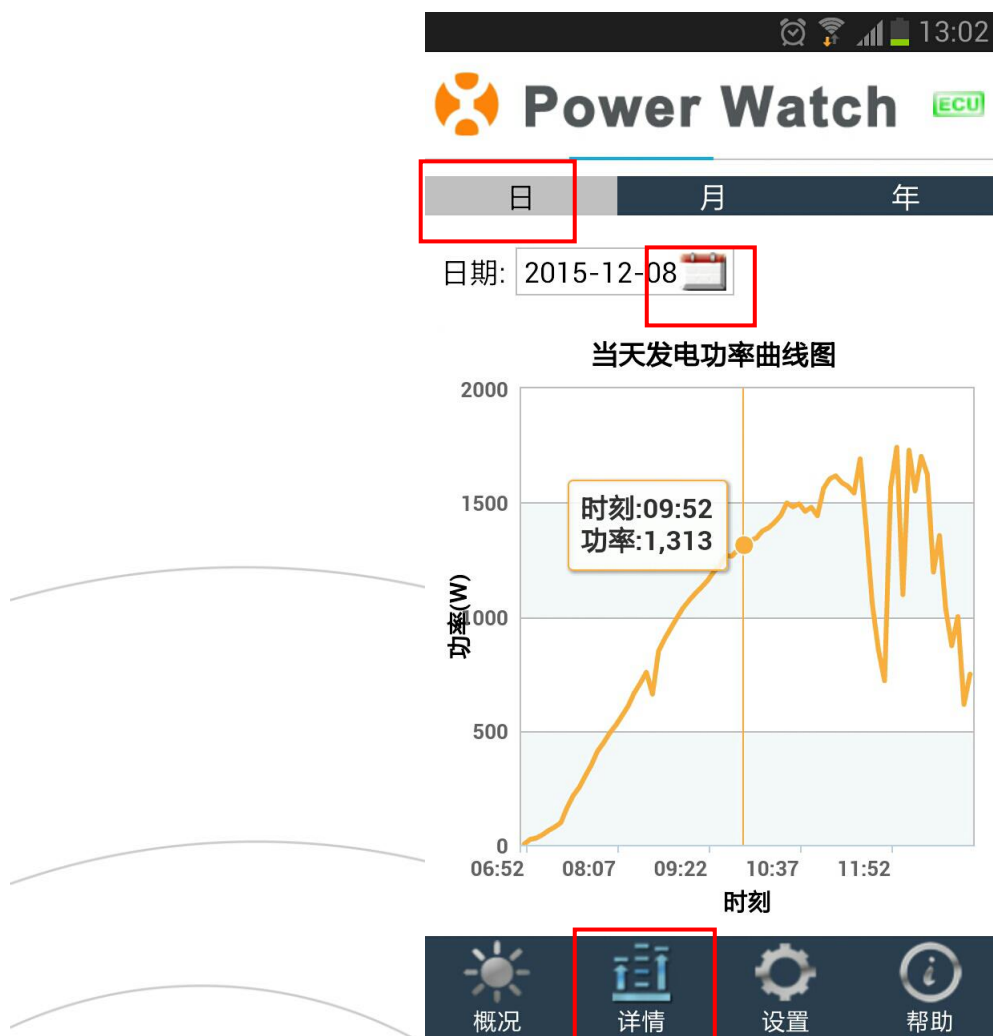 13:02
Power Watch ECU
日 月 年
日期: 2015-12-08
当天发电功率曲线图
2000
时刻:09:52
1500
功率:1,313
功率(W)
1000
500
0
06:52 08:07 09:22 10:37 11:52
时刻
概况 详情 设置 帮助